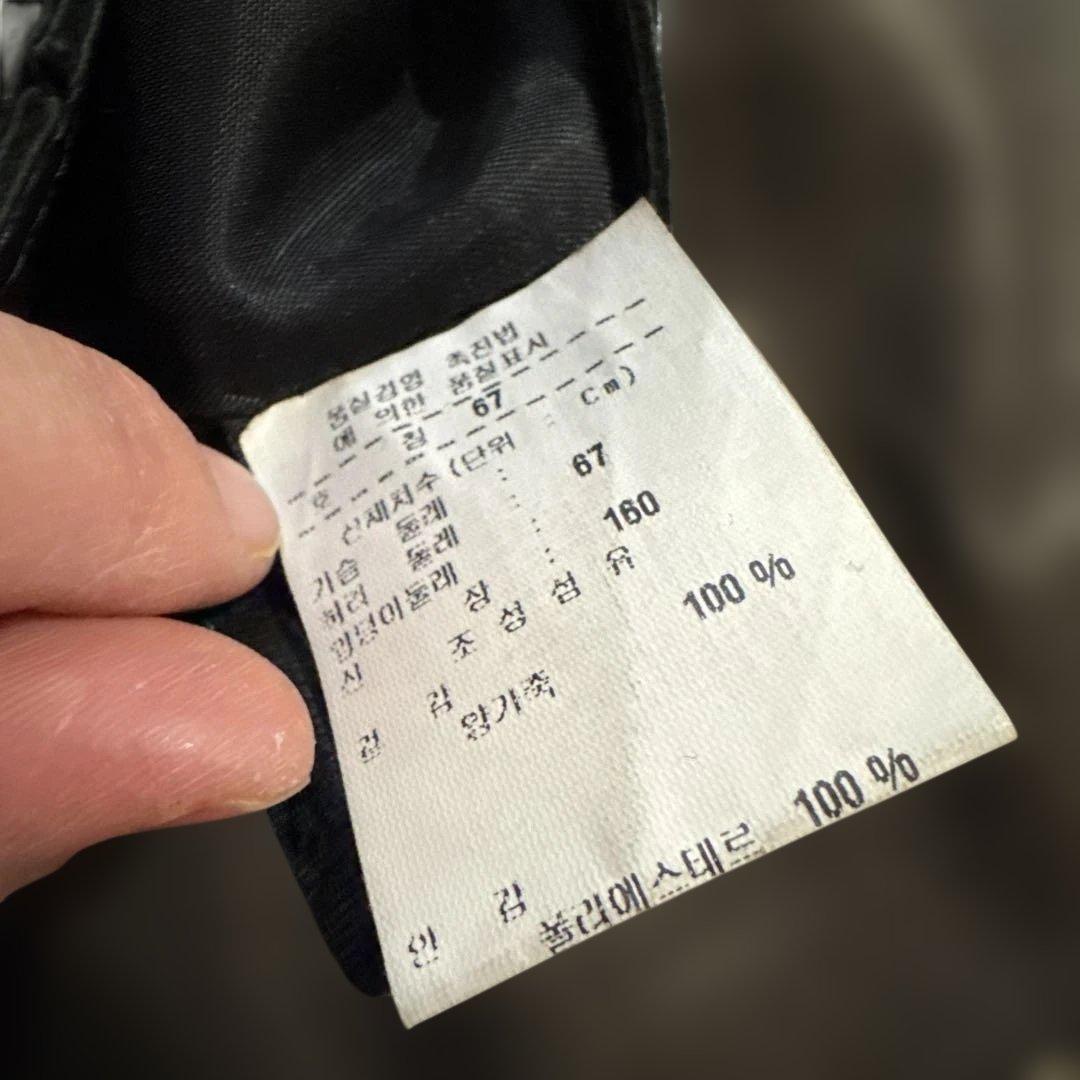 품질경영 촉진법
에 의한 품질표시
호 칭 67
신체치수(단위 Cm)
가슴 둘레 :
허리 둘레 : 67
엉덩이둘레 :
신 장 : 160
조 성 섬 유
겉 감
양가죽 100 %
안 감
폴리에스테르 100 %